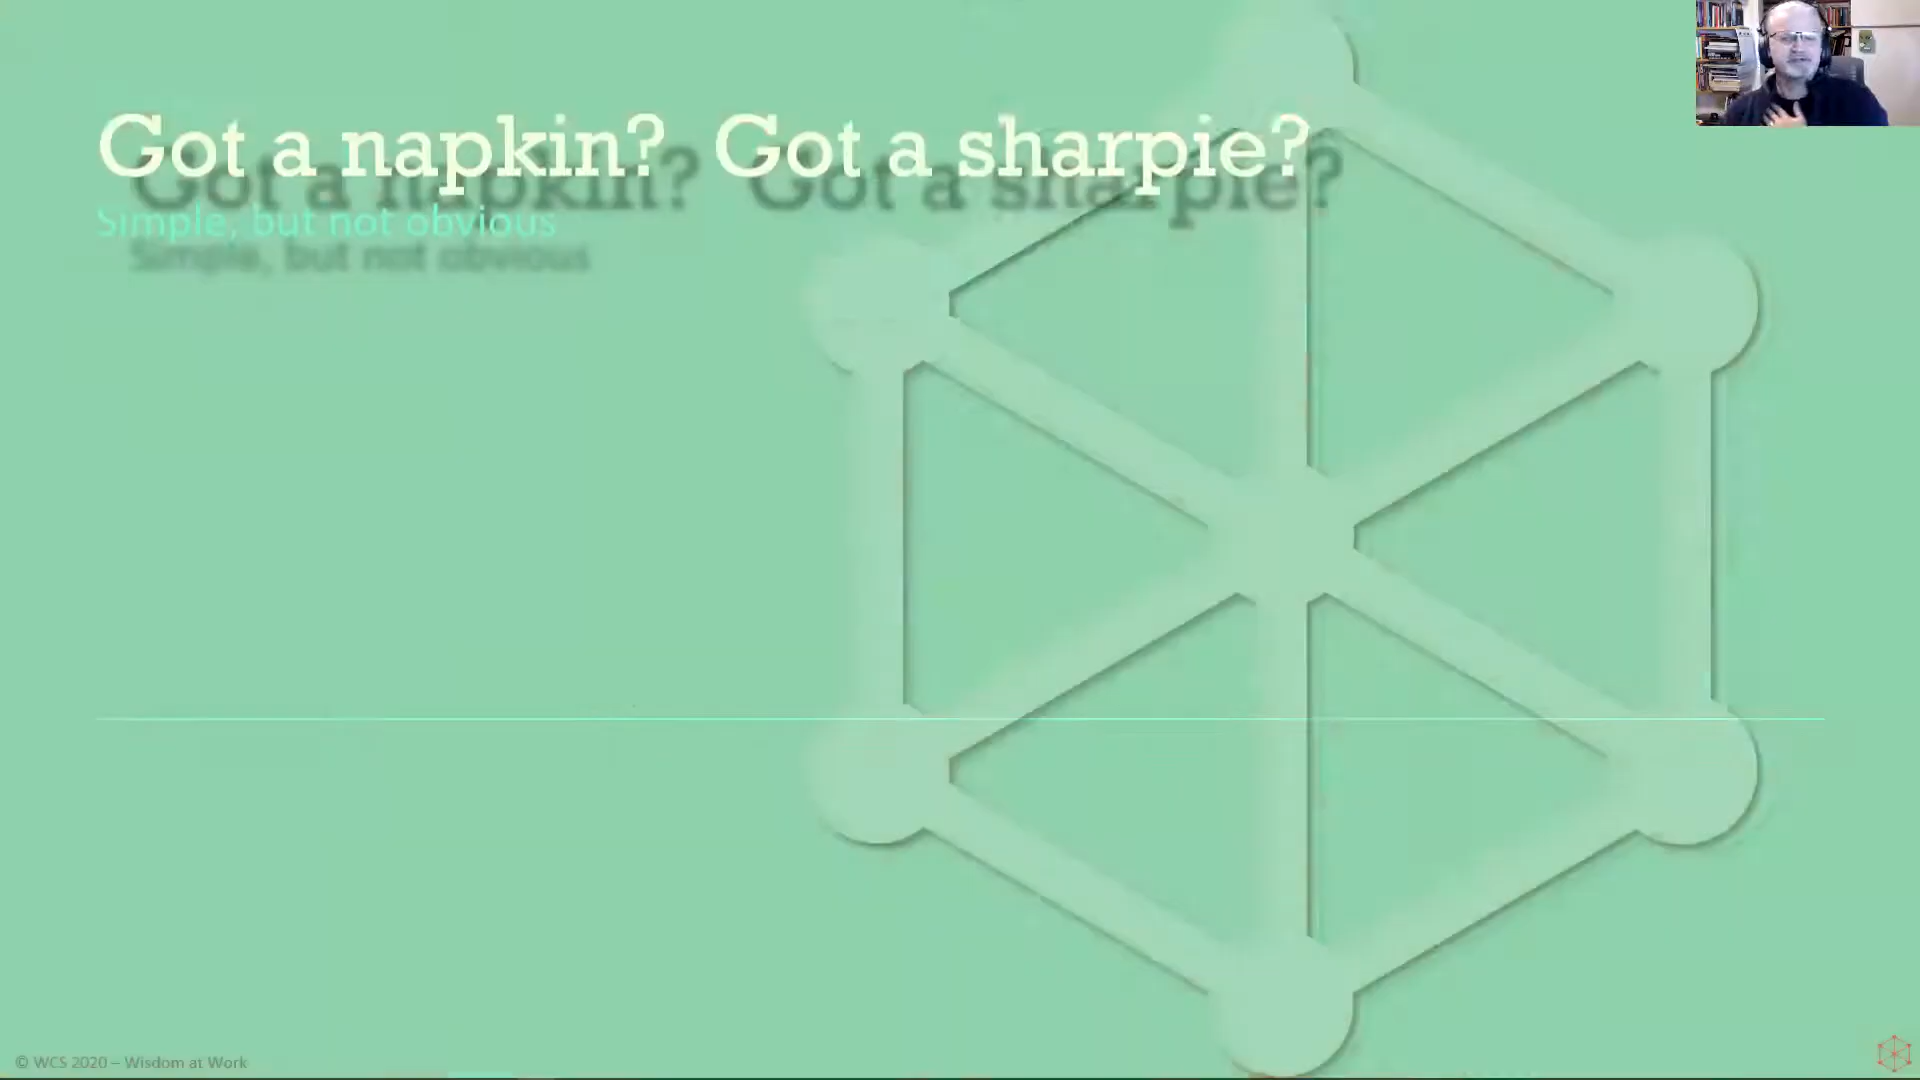 Got a napkin?  Got a sharpie?
Simple, but not obvious
© WCS 2020 – Wisdom at Work